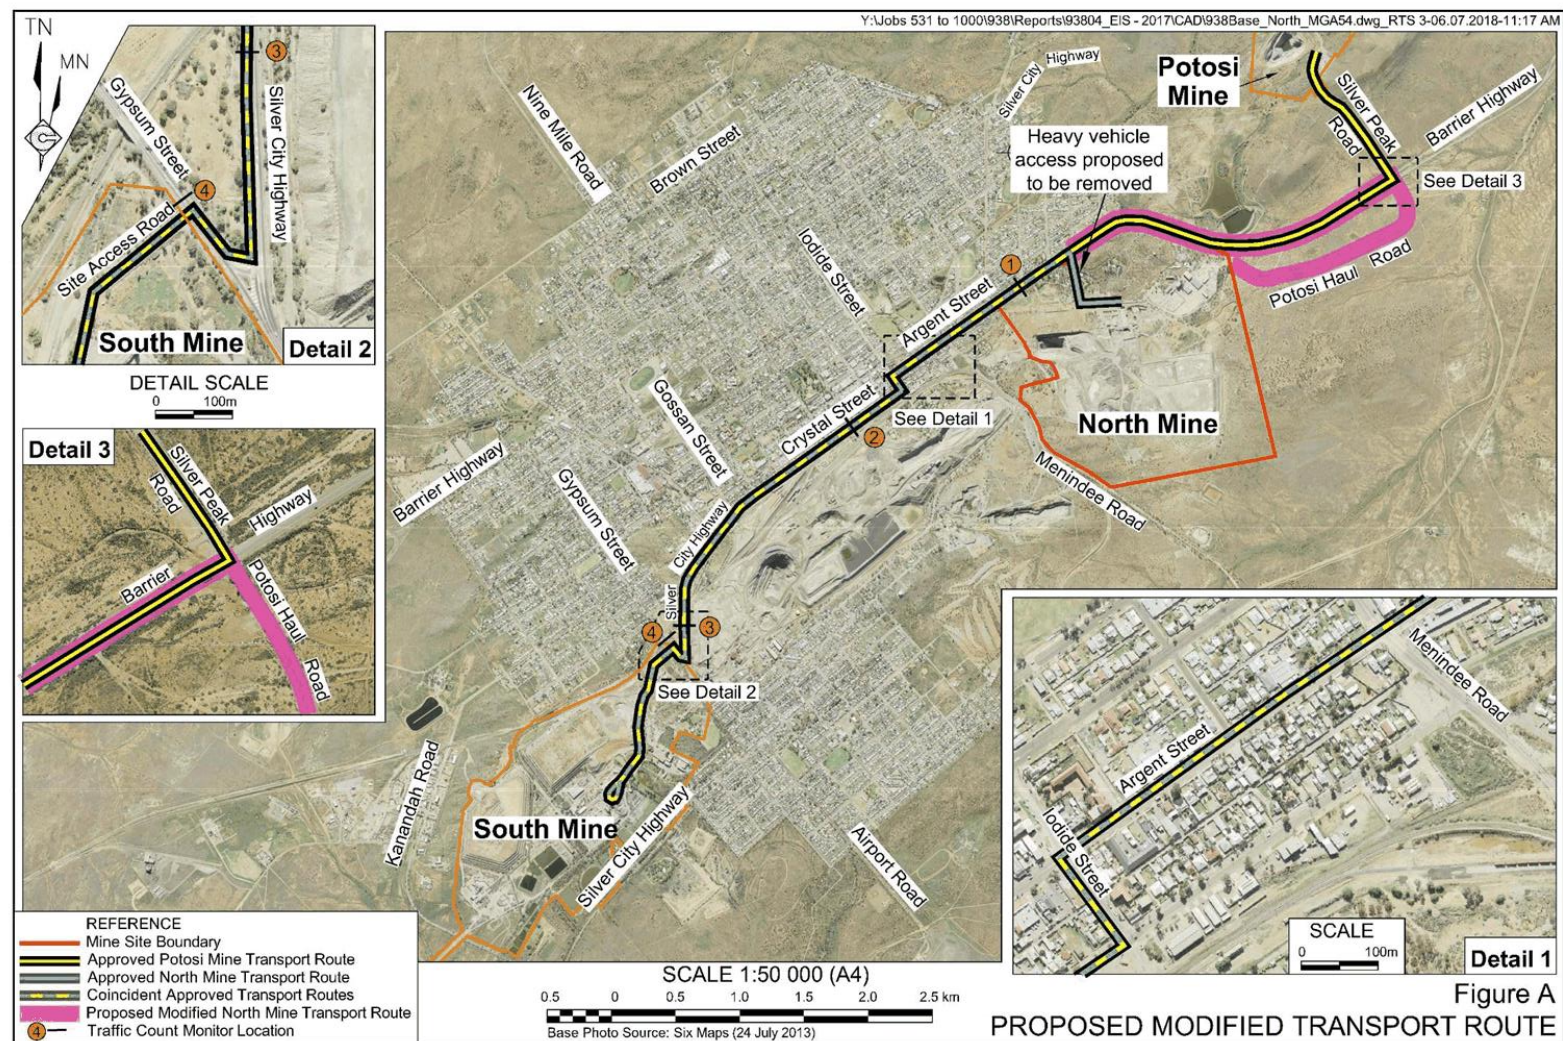 Y:\Jobs 531 to 1000\938\Reports\93804_EIS - 2017\CAD\938Base_North_MGA54.dwg_RTS 3-06.07.2018-11:17 AM
TN
MN
Gypsum Street
3
Silver City Highway
4
Site Access Road
South Mine
Detail 2
DETAIL SCALE
0 100m
Detail 3
Silver Peak
Road
Highway
Barrier
Potosi Haul
Road
Nine Mile Road
Brown Street
Silver City
Highway
Potosi
Mine
Silver Peak
Road
Barrier Highway
Heavy vehicle
access proposed
to be removed
See Detail 3
Iodide Street
1
Argent Street
Potosi Haul Road
Gossan Street
Crystal Street
See Detail 1
North Mine
2
Menindee Road
Barrier Highway
Gypsum Street
City Highway
Silver
4
3
See Detail 2
Kanandah Road
South Mine
Silver City Highway
Airport Road
Menindee Road
Argent Street
Iodide Street
SCALE
0 100m
Detail 1
REFERENCE
Mine Site Boundary
Approved Potosi Mine Transport Route
Approved North Mine Transport Route
Coincident Approved Transport Routes
Proposed Modified North Mine Transport Route
4 Traffic Count Monitor Location
SCALE 1:50 000 (A4)
0.5 0 0.5 1.0 1.5 2.0 2.5 km
Base Photo Source: Six Maps (24 July 2013)
Figure A
PROPOSED MODIFIED TRANSPORT ROUTE